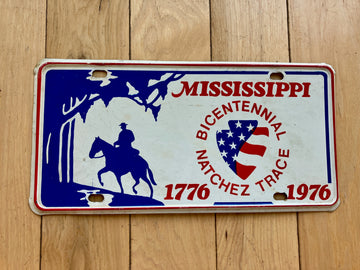 MISSISSIPPI
BICENTENNIAL
NATCHEZ TRACE
1776 1976